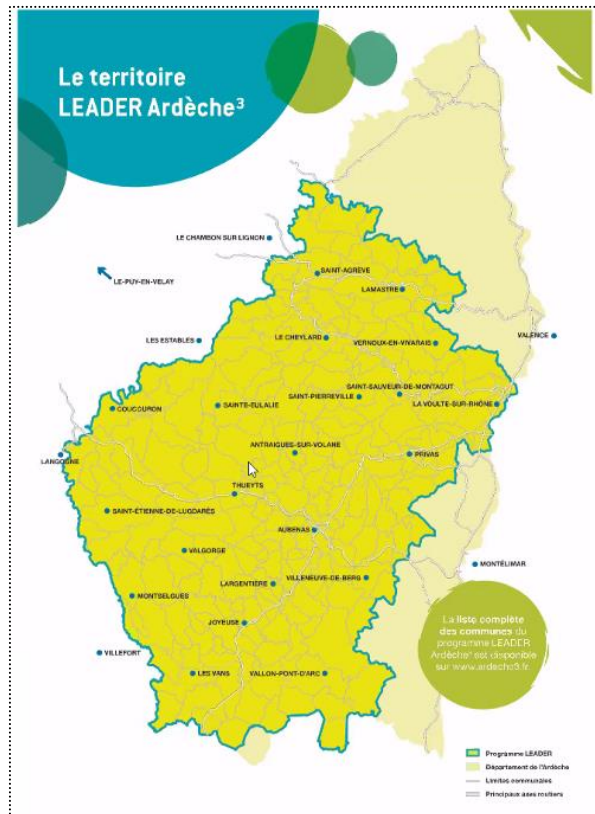 Le territoire
LEADER Ardèche³
LE CHAMBON SUR LIGNON
SAINT-AGRÈVE
LE-PUY-EN-VELAY
LAMASTRE
LES ESTABLES
LE CHEYLARD
VERNOUX-EN-VIVARAIS
VALENCE
SAINT-SAUVEUR-DE-MONTAGUT
SAINT-PIERREVILLE
COUCOURON
SAINTE-EULALIE
LA VOULTE-SUR-RHÔNE
ANTRAIGUES-SUR-VOLANE
PRIVAS
LANGOGNE
THUEYTS
SAINT-ÉTIENNE-DE-LUGDARÈS
AUBENAS
VALGORGE
MONTÉLIMAR
LARGENTIÈRE
VILLENEUVE-DE-BERG
MONTSELGUES
JOYEUSE
La liste complète
des communes du
programme LEADER
Ardèche³ est disponible
sur www.ardeche3.fr
VILLEFORT
LES VANS
VALLON-PONT-D'ARC
Programme LEADER
Département de l'Ardèche
Limites communales
Principaux axes routiers